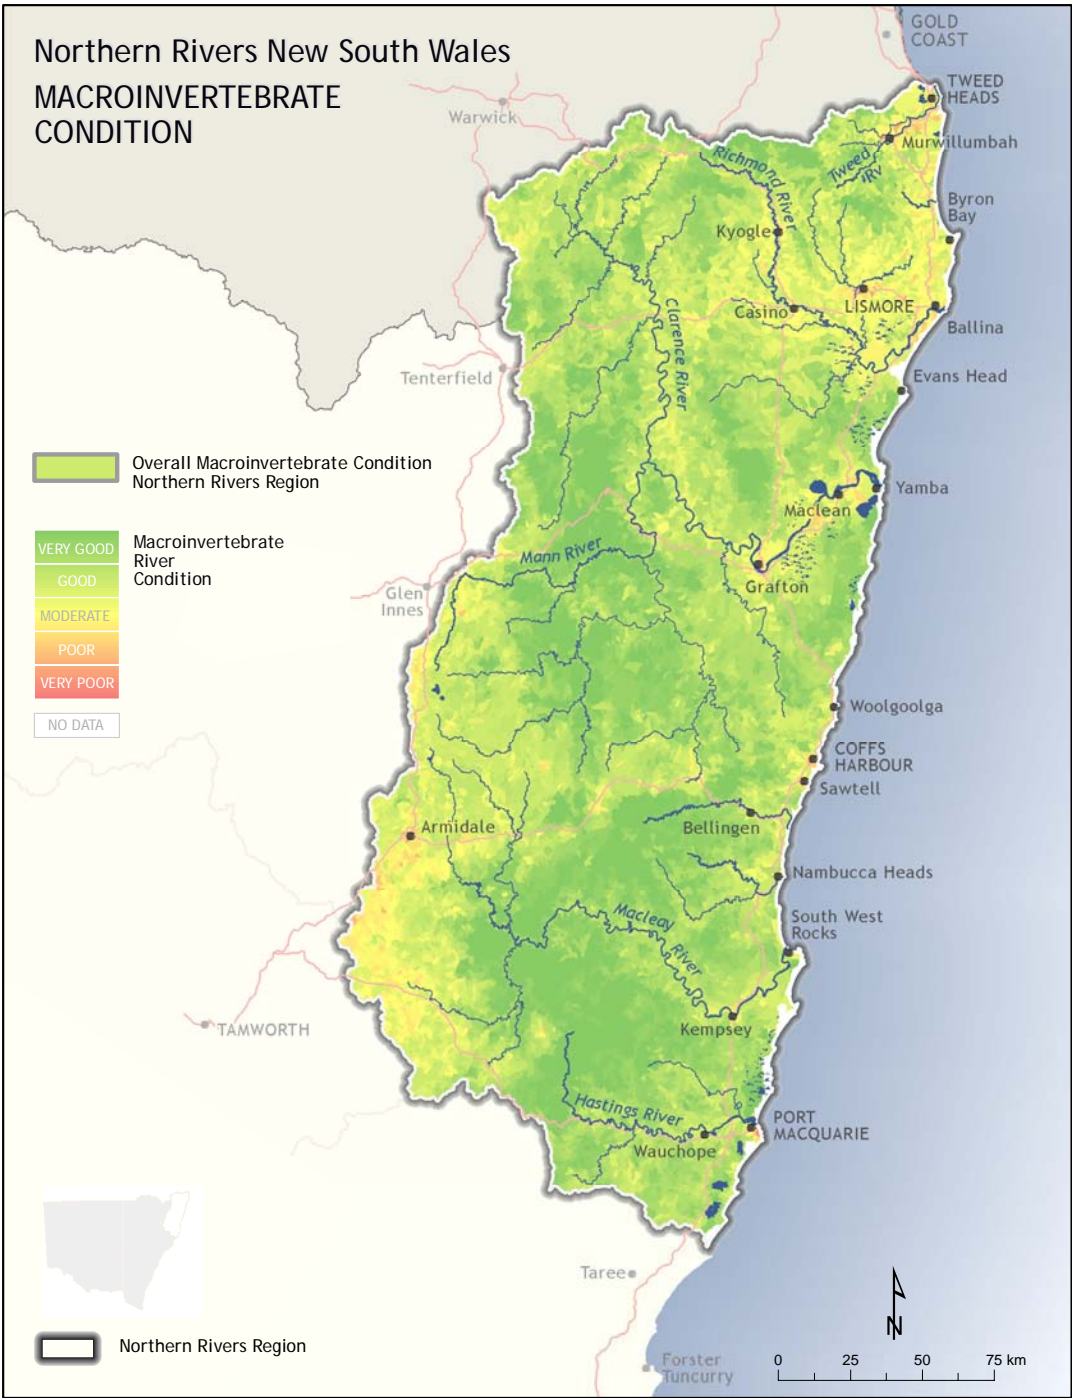 Northern Rivers New South Wales
MACROINVERTEBRATE
CONDITION
GOLD
COAST
TWEED
HEADS
Warwick
Murwillumbah
Richmond River
Tweed
Rv
Byron
Bay
Kyogle
Clarence River
Casino
LISMORE
Ballina
Tenterfield
Evans Head
Overall Macroinvertebrate Condition
Northern Rivers Region
Yamba
Maclean
VERY GOOD
GOOD
MODERATE
POOR
VERY POOR
NO DATA
Macroinvertebrate
River
Condition
Mann River
Grafton
Glen
Innes
Woolgoolga
COFFS
HARBOUR
Sawtell
Armidale
Bellingen
Nambucca Heads
Macleay
River
South West
Rocks
TAMWORTH
Kempsey
Hastings River
PORT
MACQUARIE
Wauchope
Taree
Northern Rivers Region
N
Forster
Tuncurry
0 25 50 75 km